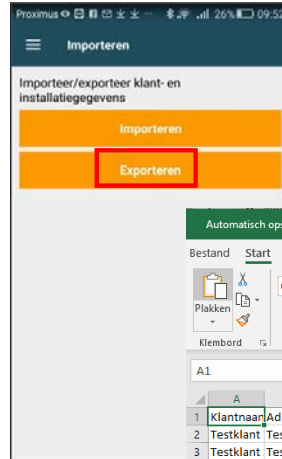 Proximus 26% 09:52
Importeren
Importeer/exporteer klant- en
installatiegegevens
Importeren
Exporteren
Automatisch ops
Bestand Start
Plakken
Klembord
A1
A
1 Klantnaam Ad
2 Testklant Tes
3 Testklant Tes